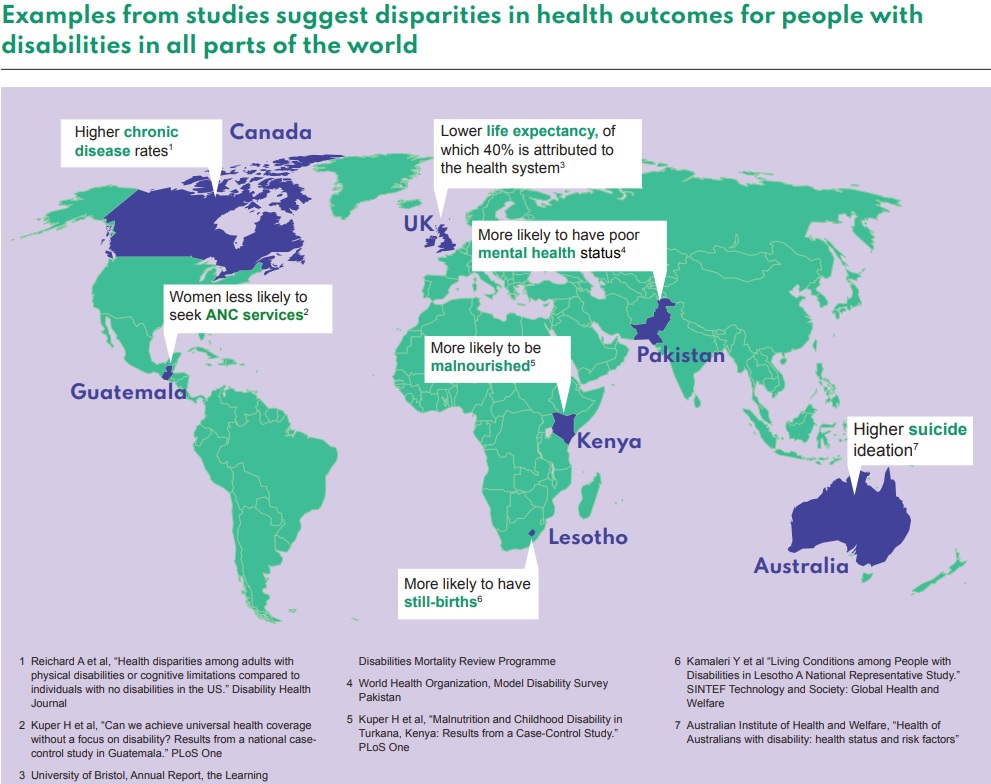 Examples from studies suggest disparities in health outcomes for people with
disabilities in all parts of the world
Higher chronic
disease rates¹
Canada
Lower life expectancy, of
which 40% is attributed to
the health system³
UK
More likely to have poor
mental health status⁴
Pakistan
Women less likely to
seek ANC services²
Guatemala
More likely to be
malnourished⁵
Kenya
Higher suicide
ideation⁷
Australia
Lesotho
More likely to have
still-births⁶
1 Reichard A et al, “Health disparities among adults with
physical disabilities or cognitive limitations compared to
individuals with no disabilities in the US.” Disability Health
Journal
2 Kuper H et al, “Can we achieve universal health coverage
without a focus on disability? Results from a national case-
control study in Guatemala.” PLoS One
3 University of Bristol, Annual Report, the Learning
Disabilities Mortality Review Programme
4 World Health Organization, Model Disability Survey
Pakistan
5 Kuper H et al, “Malnutrition and Childhood Disability in
Turkana, Kenya: Results from a Case-Control Study.”
PLoS One
6 Kamaleri Y et al “Living Conditions among People with
Disabilities in Lesotho A National Representative Study.”
SINTEF Technology and Society: Global Health and
Welfare
7 Australian Institute of Health and Welfare, “Health of
Australians with disability: health status and risk factors”